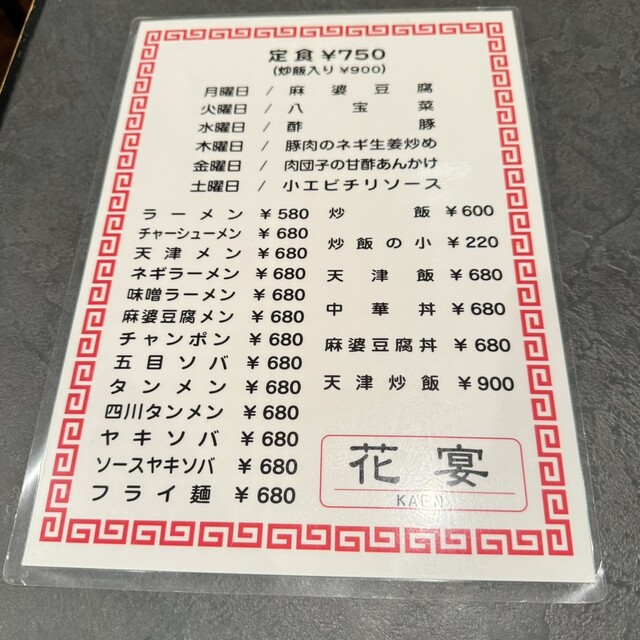 定食 ¥750
(炒飯入り ¥900)
月曜日 / 麻婆豆腐
火曜日 / 八宝菜
水曜日 / 酢豚
木曜日 / 豚肉のネギ生姜炒め
金曜日 / 肉団子の甘酢あんかけ
土曜日 / 小エビチリソース
ラーメン ¥580
チャーシューメン ¥680
天津メン ¥680
ネギラーメン ¥680
味噌ラーメン ¥680
麻婆豆腐メン ¥680
チャンポン ¥680
五目ソバ ¥680
タンメン ¥680
四川タンメン ¥680
ヤキソバ ¥680
ソースヤキソバ ¥680
フライ麺 ¥680
炒飯 ¥600
炒飯の小 ¥220
天津飯 ¥680
中華丼 ¥680
麻婆豆腐丼 ¥680
天津炒飯 ¥900
花宴
KAEN